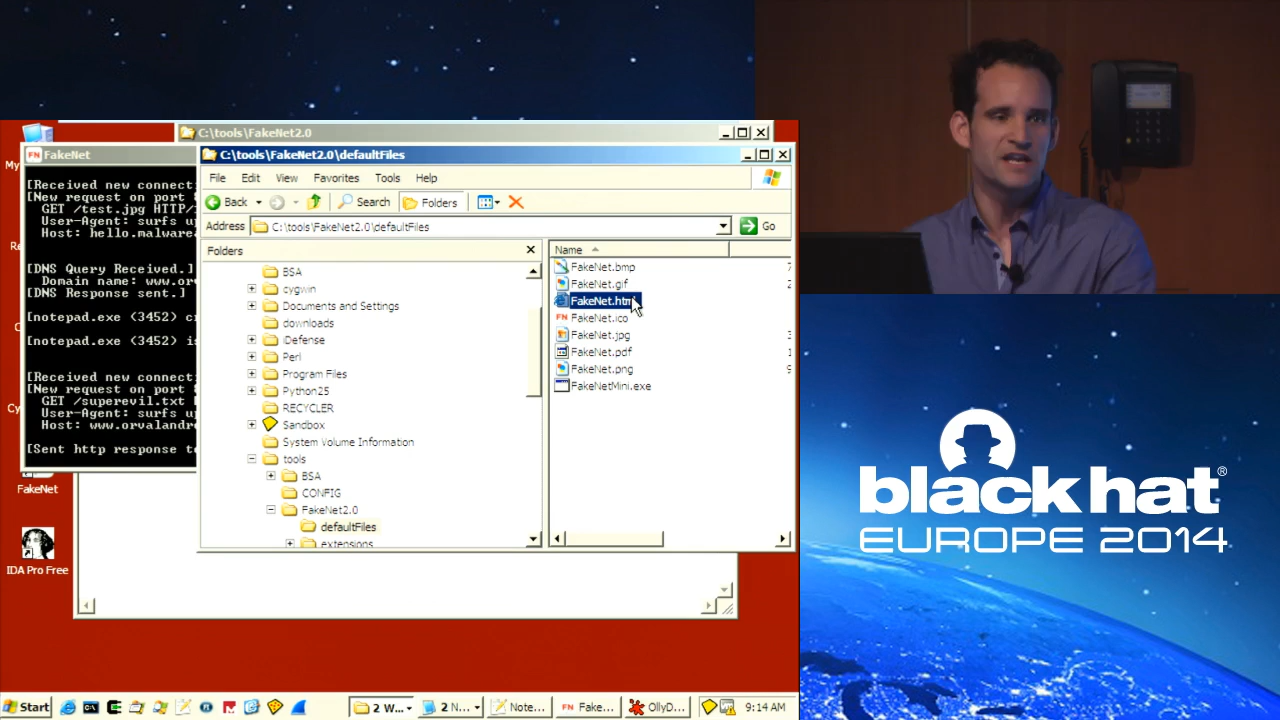 C:\tools\FakeNet2.0
FakeNet
C:\tools\FakeNet2.0\defaultFiles
File Edit View Favorites Tools Help
Back Search Folders
Address C:\tools\FakeNet2.0\defaultFiles Go
Folders
Name
BSA
cygwin
Documents and Settings
downloads
iDefense
Perl
Program Files
Python25
RECYCLER
Sandbox
System Volume Information
tools
BSA
CONFIG
FakeNet2.0
defaultFiles
extensions
FakeNet.bmp
FakeNet.gif
FakeNet.html
FakeNet.ico
FakeNet.jpg
FakeNet.pdf
FakeNet.png
FakeNetMini.exe
[Received new connect
[New request on port
GET /test.jpg HTTP/
User-Agent: surfs u
Host: hello.malware
[DNS Query Received.]
Domain name: www.or
[DNS Response sent.]
[notepad.exe (3452) c
[notepad.exe (3452) i
[Received new connect
[New request on port
GET /superevil.txt
User-Agent: surfs u
Host: www.orvalandr
[Sent http response t
My
Re
C
Cy
FakeNet
IDA Pro Free
Start
2 W...
2 N...
Note...
FN Fake...
OllyD...
9:14 AM
black hat®
EUROPE 2014